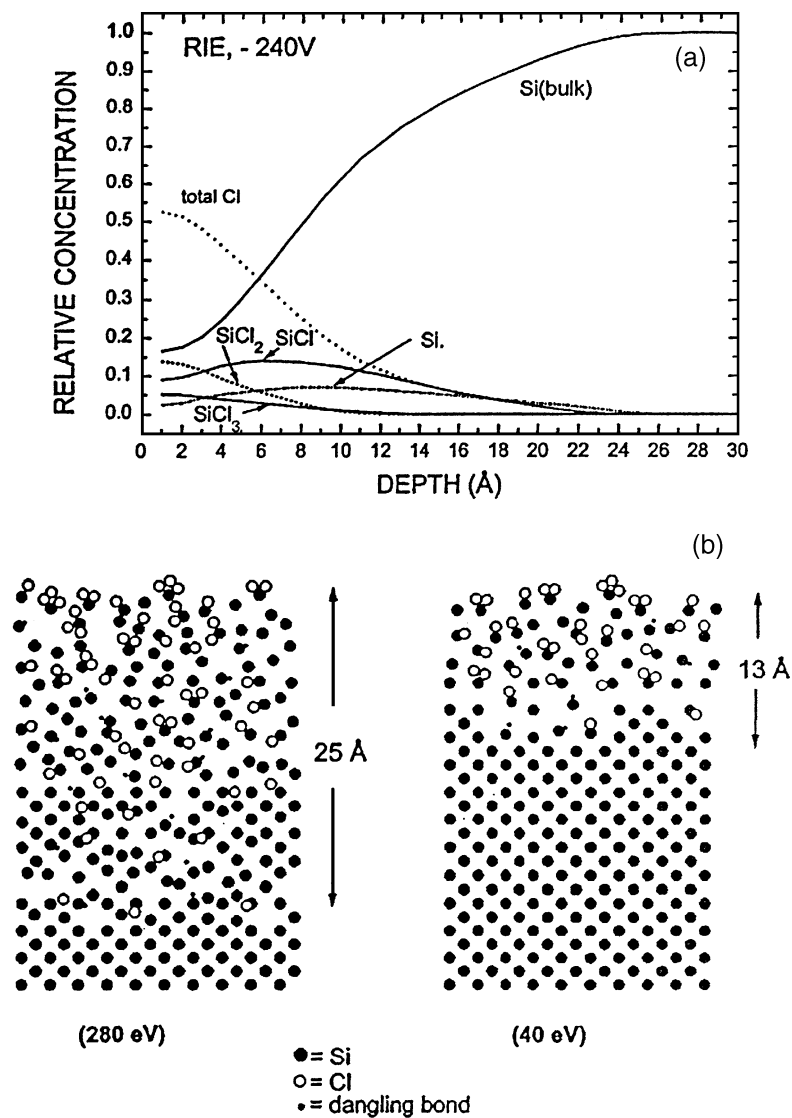 RIE, - 240V
(a)
Si(bulk)
total Cl
SiCl2
SiCl
Si.
SiCl3
RELATIVE CONCENTRATION
1.0
0.9
0.8
0.7
0.6
0.5
0.4
0.3
0.2
0.1
0.0
0 2 4 6 8 10 12 14 16 18 20 22 24 26 28 30
DEPTH (Å)
(b)
25 Å
13 Å
(280 eV)
(40 eV)
= Si
= Cl
= dangling bond